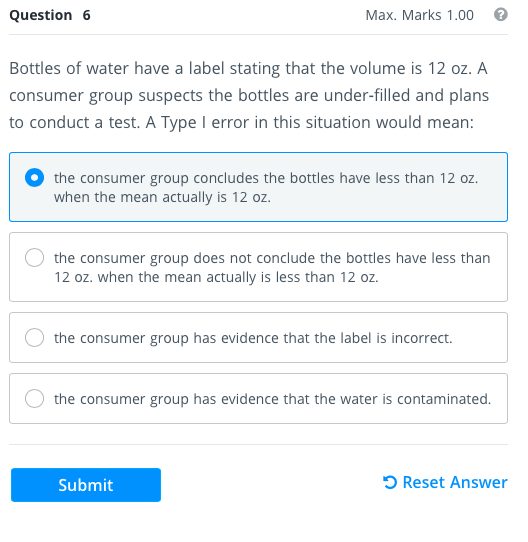 Question 6 Max. Marks 1.00
Bottles of water have a label stating that the volume is 12 oz. A
consumer group suspects the bottles are under-filled and plans
to conduct a test. A Type I error in this situation would mean:
the consumer group concludes the bottles have less than 12 oz.
when the mean actually is 12 oz.
the consumer group does not conclude the bottles have less than
12 oz. when the mean actually is less than 12 oz.
the consumer group has evidence that the label is incorrect.
the consumer group has evidence that the water is contaminated.
Submit Reset Answer